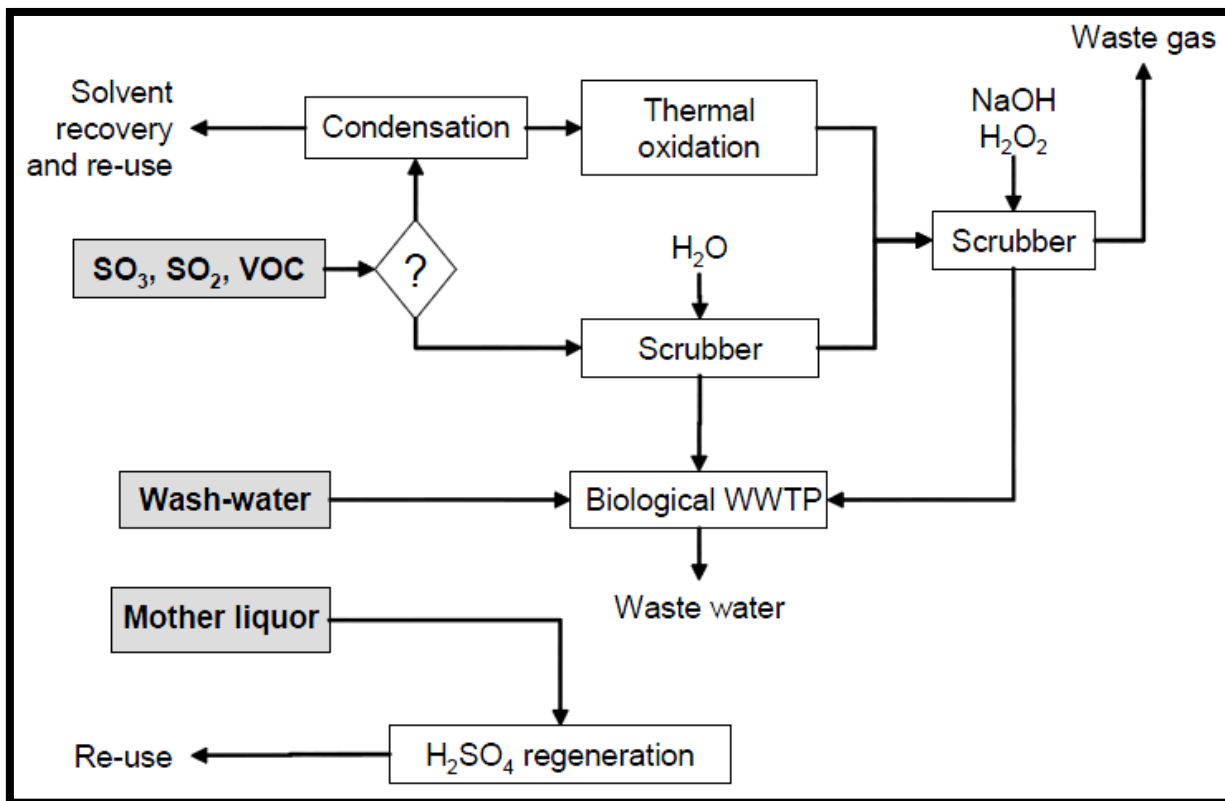 Waste gas
Solvent
recovery
and re-use
Condensation
Thermal
oxidation
NaOH
H₂O₂
SO₃, SO₂, VOC
?
H₂O
Scrubber
Scrubber
Wash-water
Biological WWTP
Mother liquor
Waste water
Re-use
H₂SO₄ regeneration